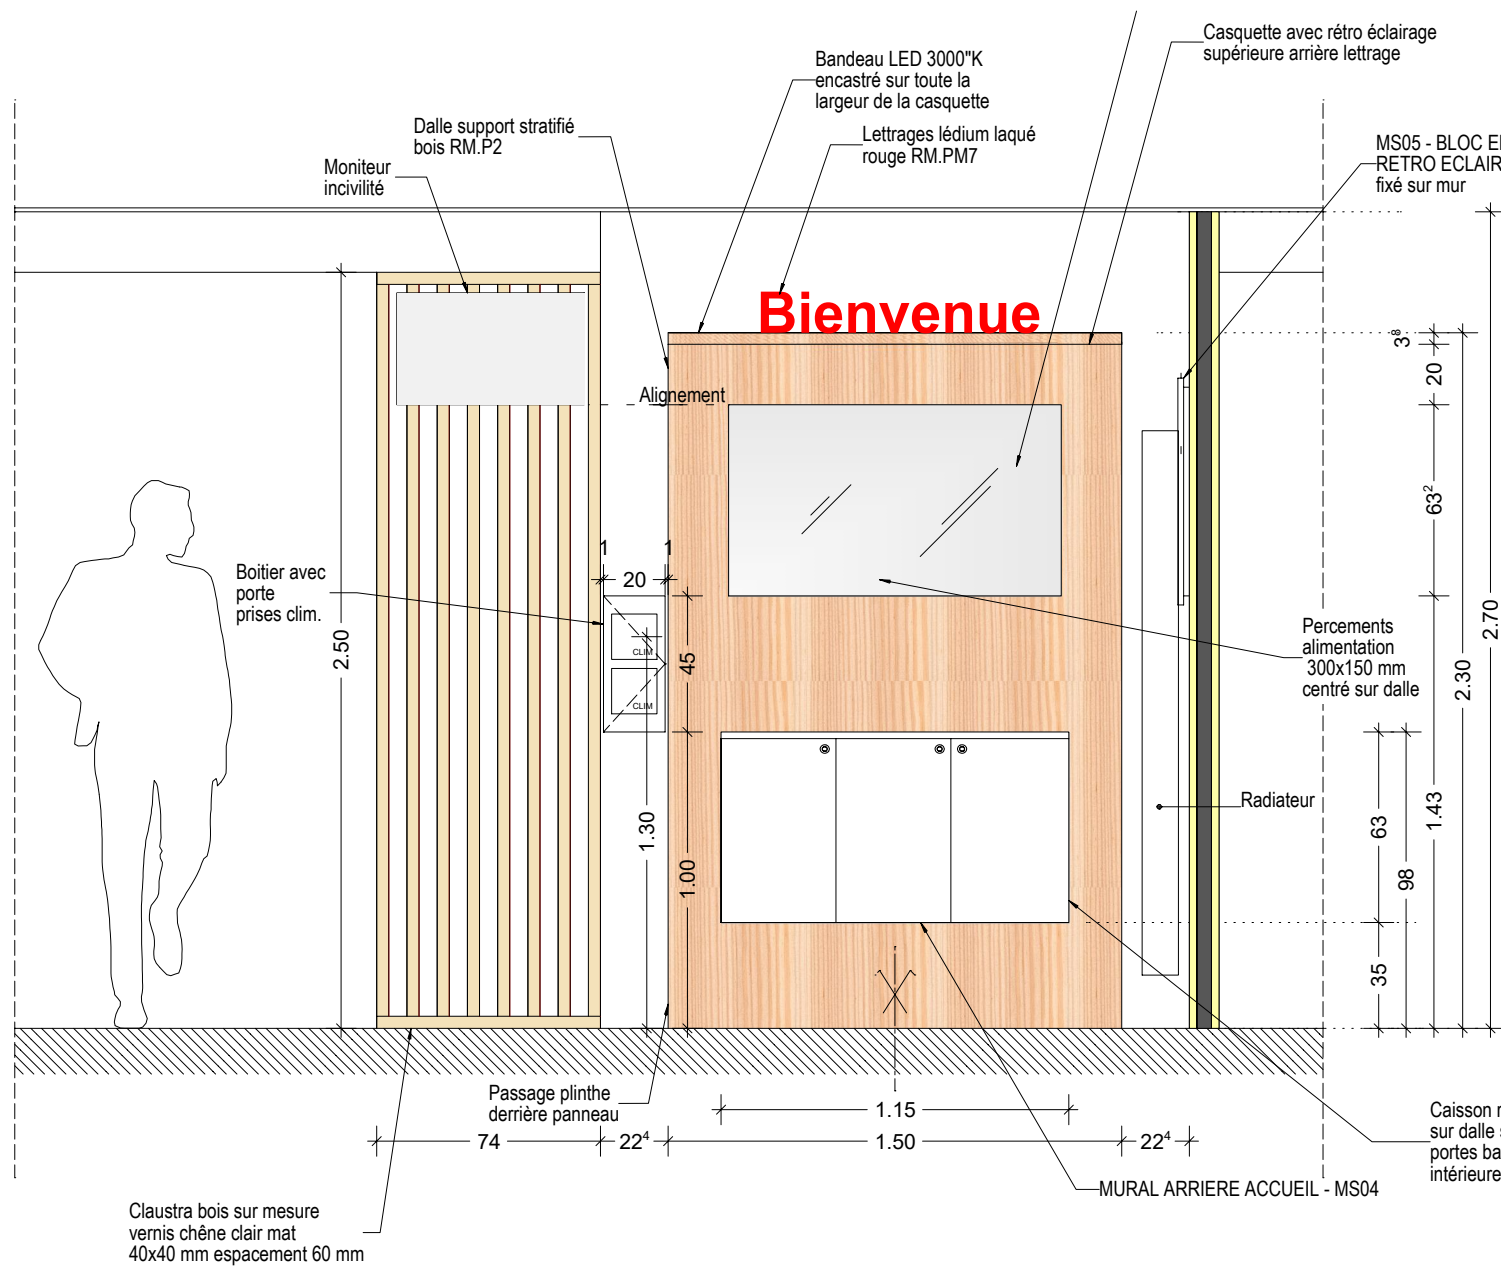 Casquette avec rétro éclairage
supérieure arrière lettrage
Bandeau LED 3000"K
encastré sur toute la
largeur de la casquette
Dalle support stratifié
bois RM.P2
Lettrages lédium laqué
rouge RM.PM7
Moniteur
incivilité
MS05 - BLOC
RETRO ECLAIR
fixé sur mur
Bienvenue
3⁸
20
Alignement
63²
1
1
20
Boitier avec
porte
prises clim.
2.50
45
CLIM
CLIM
2.70
2.30
Percements
alimentation
300x150 mm
centré sur dalle
1.30
1.00
Radiateur
63
98
1.43
35
Passage plinthe
derrière panneau
1.15
74
22⁴
1.50
22⁴
Caisson
sur dalle
portes ba
intérieure
MURAL ARRIERE ACCUEIL - MS04
Claustra bois sur mesure
vernis chêne clair mat
40x40 mm espacement 60 mm